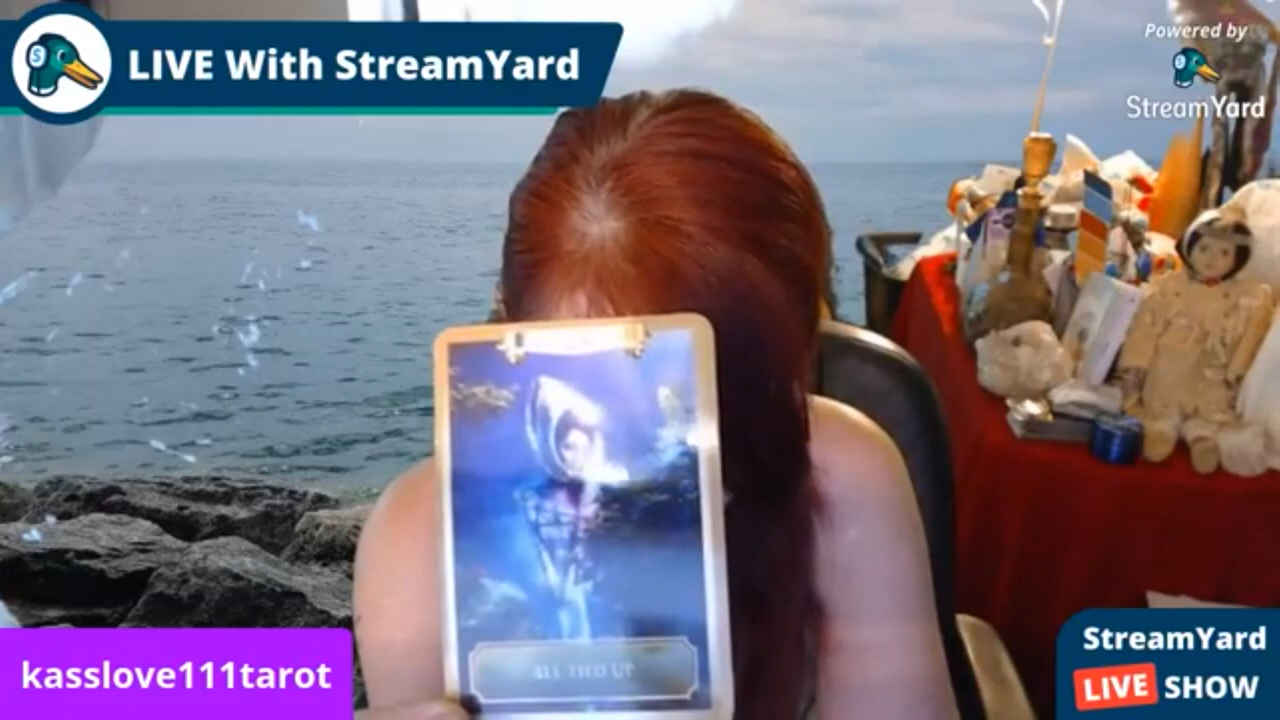 LIVE With StreamYard
Powered by
StreamYard
ALL TIED UP
kasslove111tarot
StreamYard
LIVE SHOW